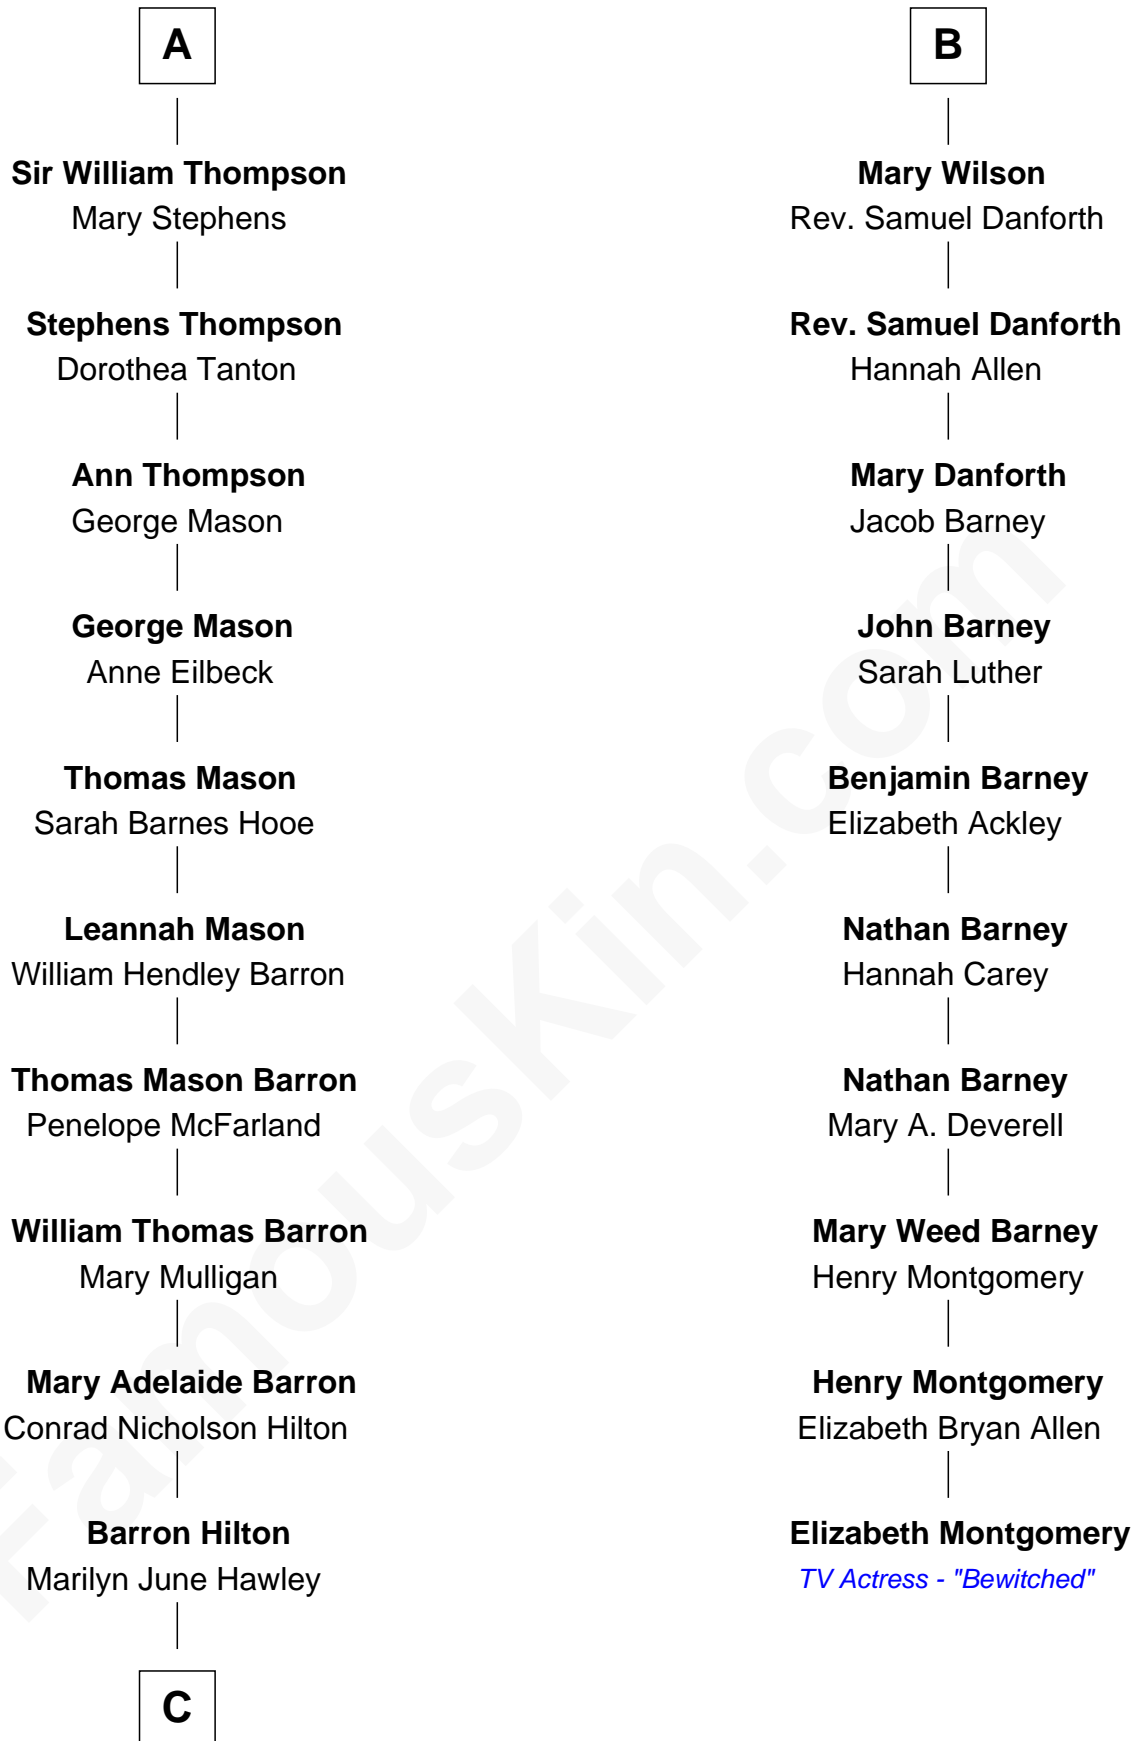 A
Sir William Thompson
Mary Stephens
Stephens Thompson
Dorothea Tanton
Ann Thompson
George Mason
George Mason
Anne Eilbeck
Thomas Mason
Sarah Barnes Hooe
Leannah Mason
William Hendley Barron
Thomas Mason Barron
Penelope McFarland
William Thomas Barron
Mary Mulligan
Mary Adelaide Barron
Conrad Nicholson Hilton
Barron Hilton
Marilyn June Hawley
C
B
Mary Wilson
Rev. Samuel Danforth
Rev. Samuel Danforth
Hannah Allen
Mary Danforth
Jacob Barney
John Barney
Sarah Luther
Benjamin Barney
Elizabeth Ackley
Nathan Barney
Hannah Carey
Nathan Barney
Mary A. Deverell
Mary Weed Barney
Henry Montgomery
Henry Montgomery
Elizabeth Bryan Allen
Elizabeth Montgomery
TV Actress - "Bewitched"
FamousKin.com